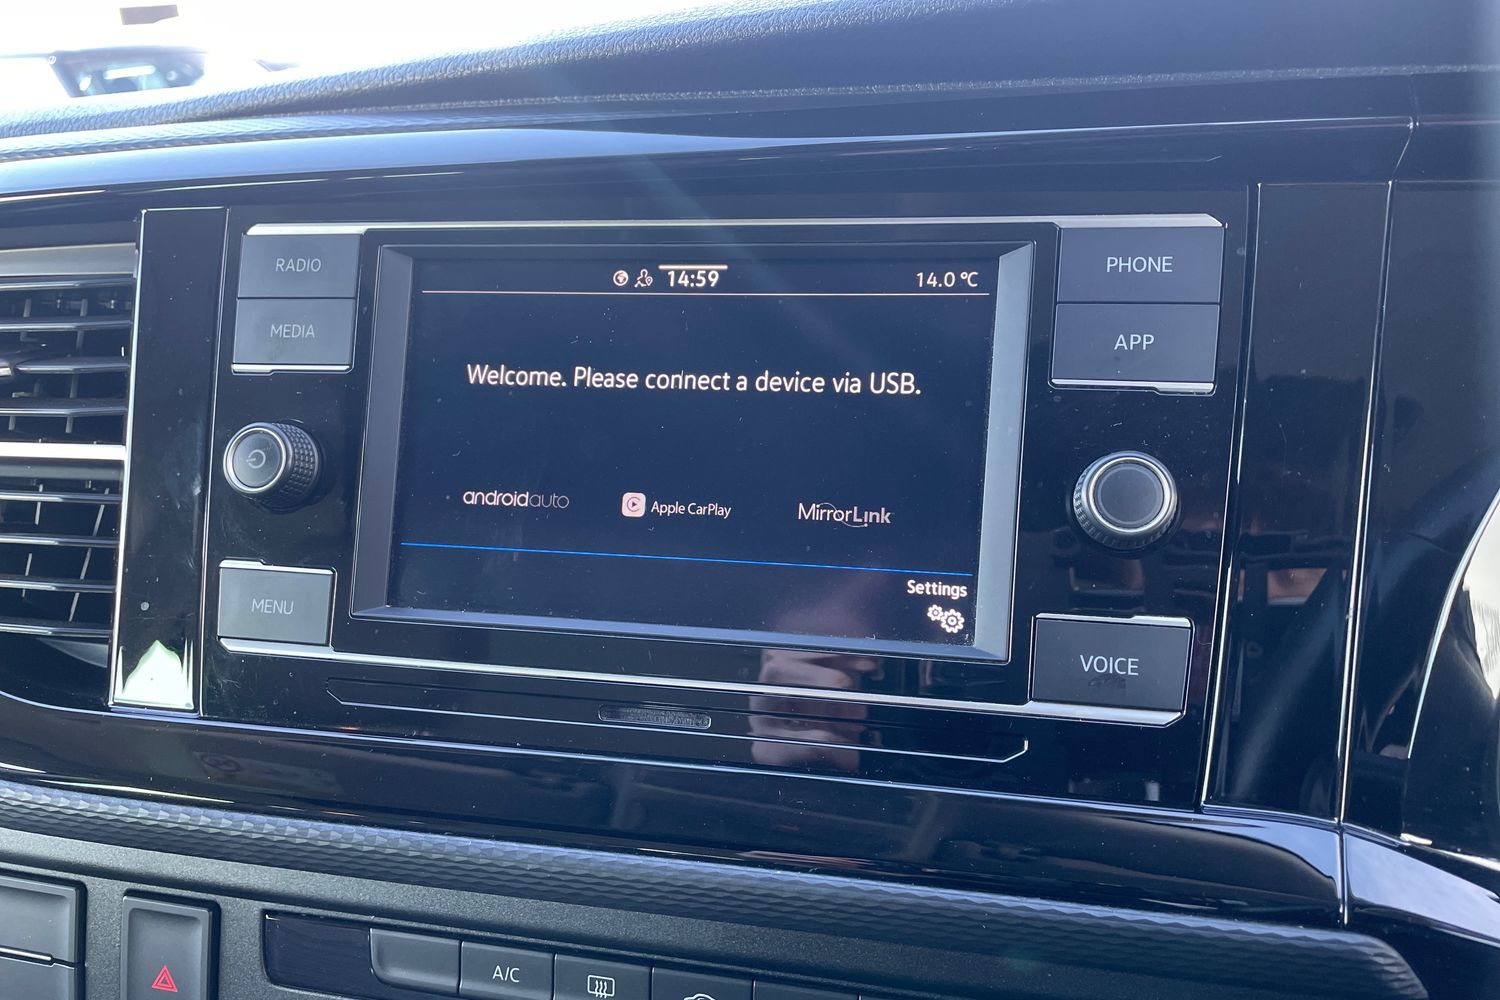 RADIO
MEDIA
MENU
14:59
14.0 °C
Welcome. Please connect a device via USB.
androidauto
Apple CarPlay
MirrorLink
Settings
PHONE
APP
VOICE
A/C